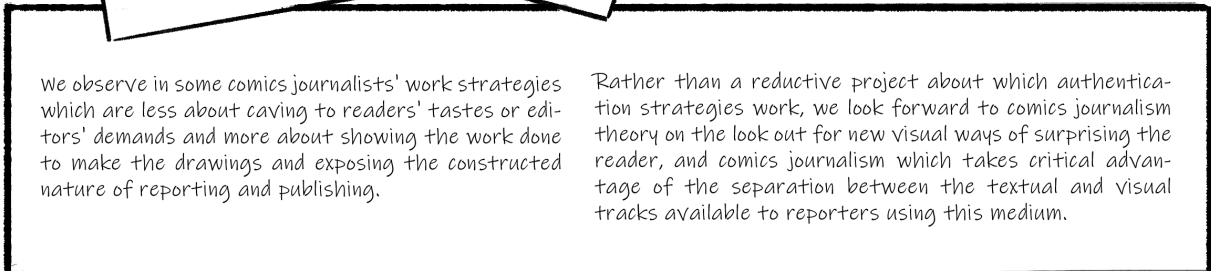 We observe in some comics journalists' work strategies
which are less about caving to readers' tastes or edi-
tors' demands and more about showing the work done
to make the drawings and exposing the constructed
nature of reporting and publishing.
Rather than a reductive project about which authentica-
tion strategies work, we look forward to comics journalism
theory on the look out for new visual ways of surprising the
reader, and comics journalism which takes critical advan-
tage of the separation between the textual and visual
tracks available to reporters using this medium.